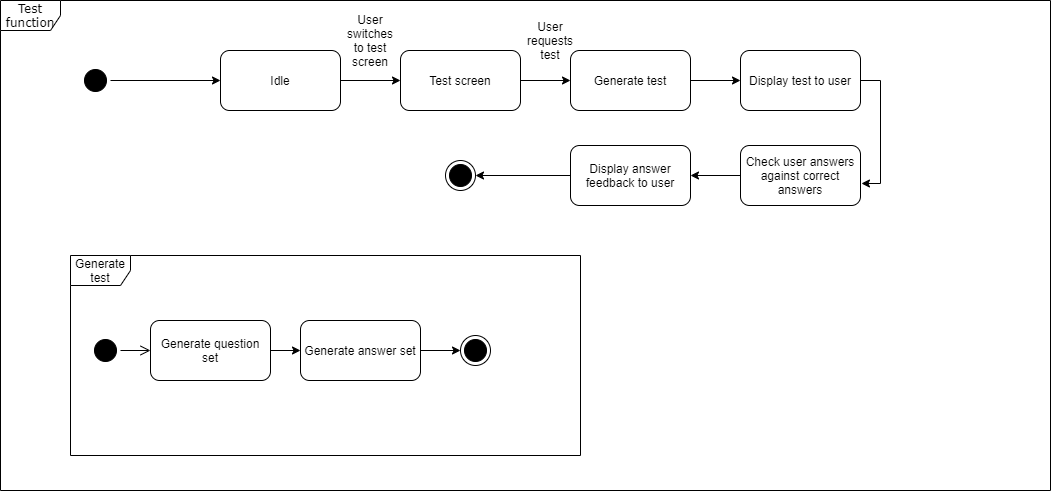 Test
function
User
switches
to test
screen
User
requests
test
Idle
Test screen
Generate test
Display test to user
Display answer
feedback to user
Check user answers
against correct
answers
Generate
test
Generate question
set
Generate answer set